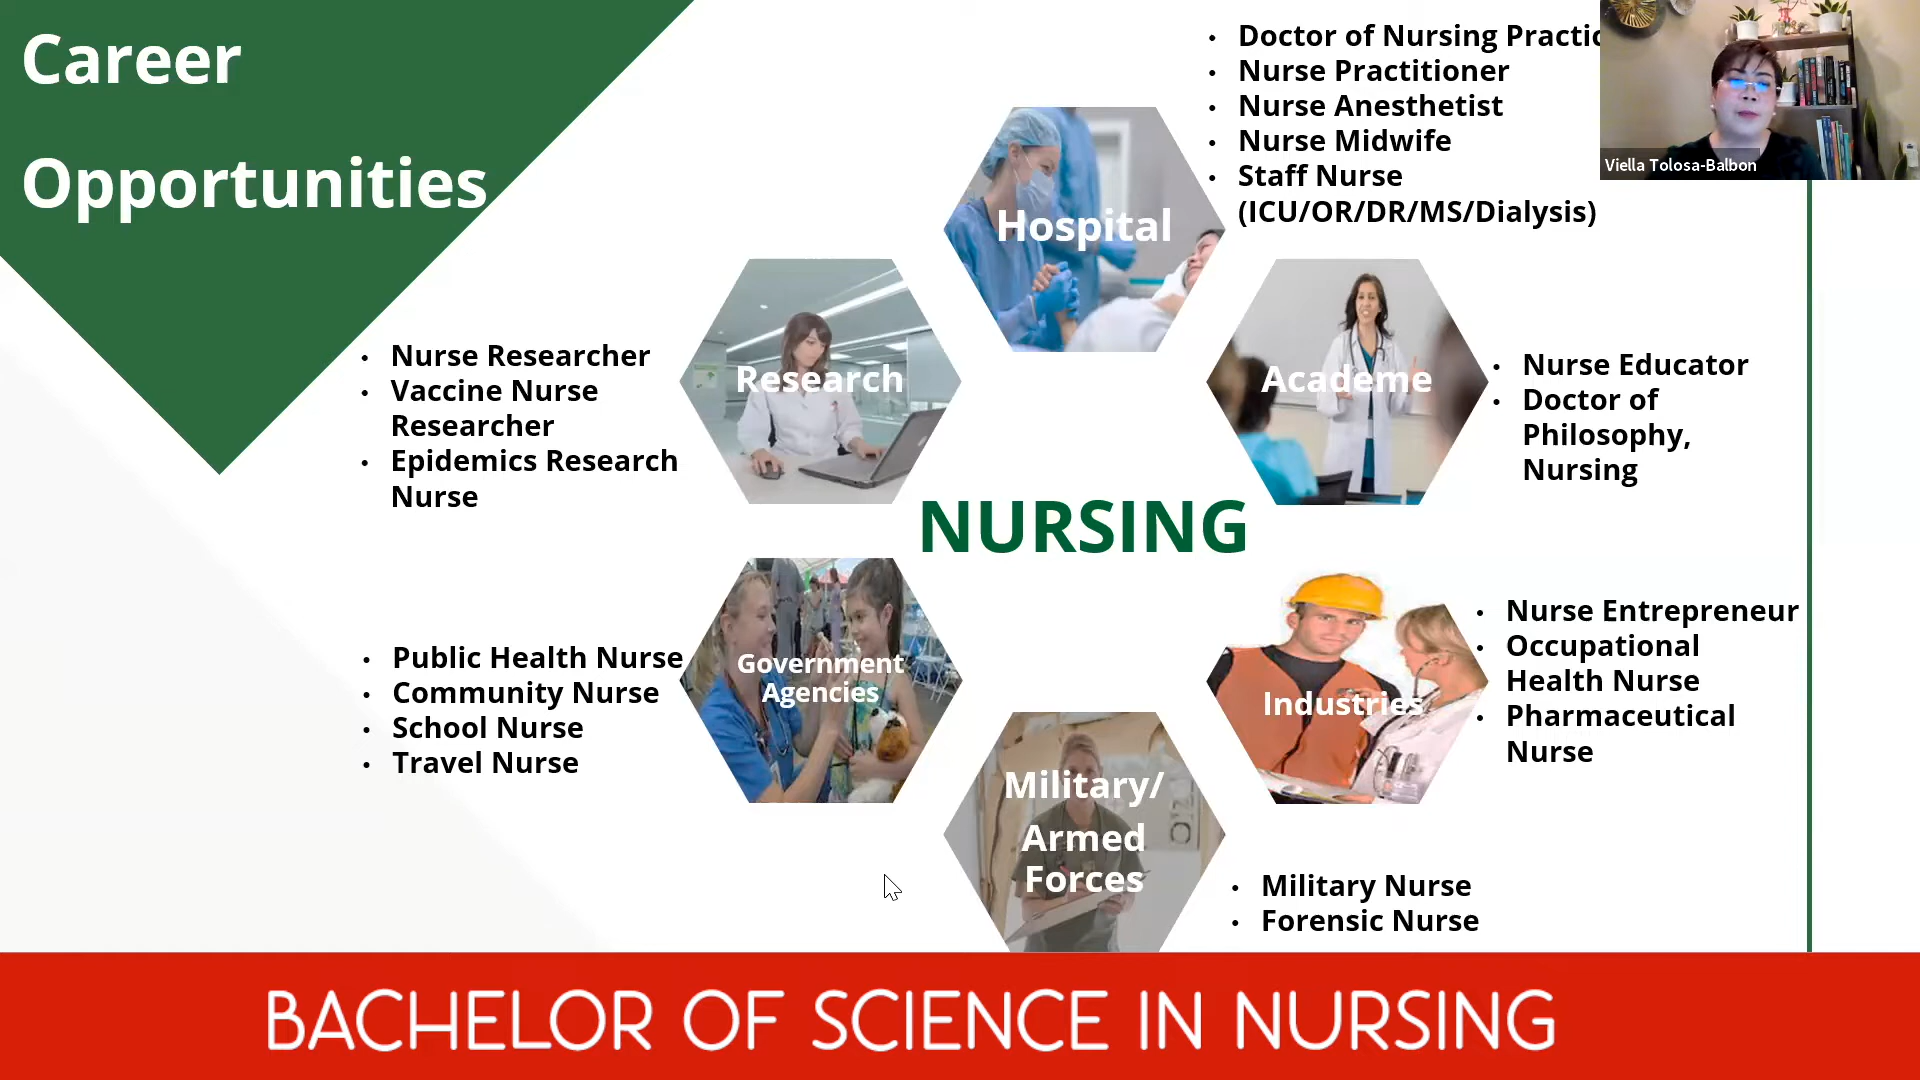 Career
Opportunities
• Doctor of Nursing
• Nurse Practitioner
• Nurse Anesthetist
• Nurse Midwife
• Staff Nurse
(ICU/OR/DR/MS/Dialysis)
Viella Tolosa-Balbon
Hospital
Research
• Nurse Researcher
• Vaccine Nurse
Researcher
• Epidemics Research
Nurse
Academe
• Nurse Educator
• Doctor of
Philosophy,
Nursing
NURSING
• Public Health Nurse
• Community Nurse
• School Nurse
• Travel Nurse
Government
Agencies
Industries
• Nurse Entrepreneur
• Occupational
Health Nurse
• Pharmaceutical
Nurse
Military/
Armed
Forces
• Military Nurse
• Forensic Nurse
BACHELOR OF SCIENCE IN NURSING